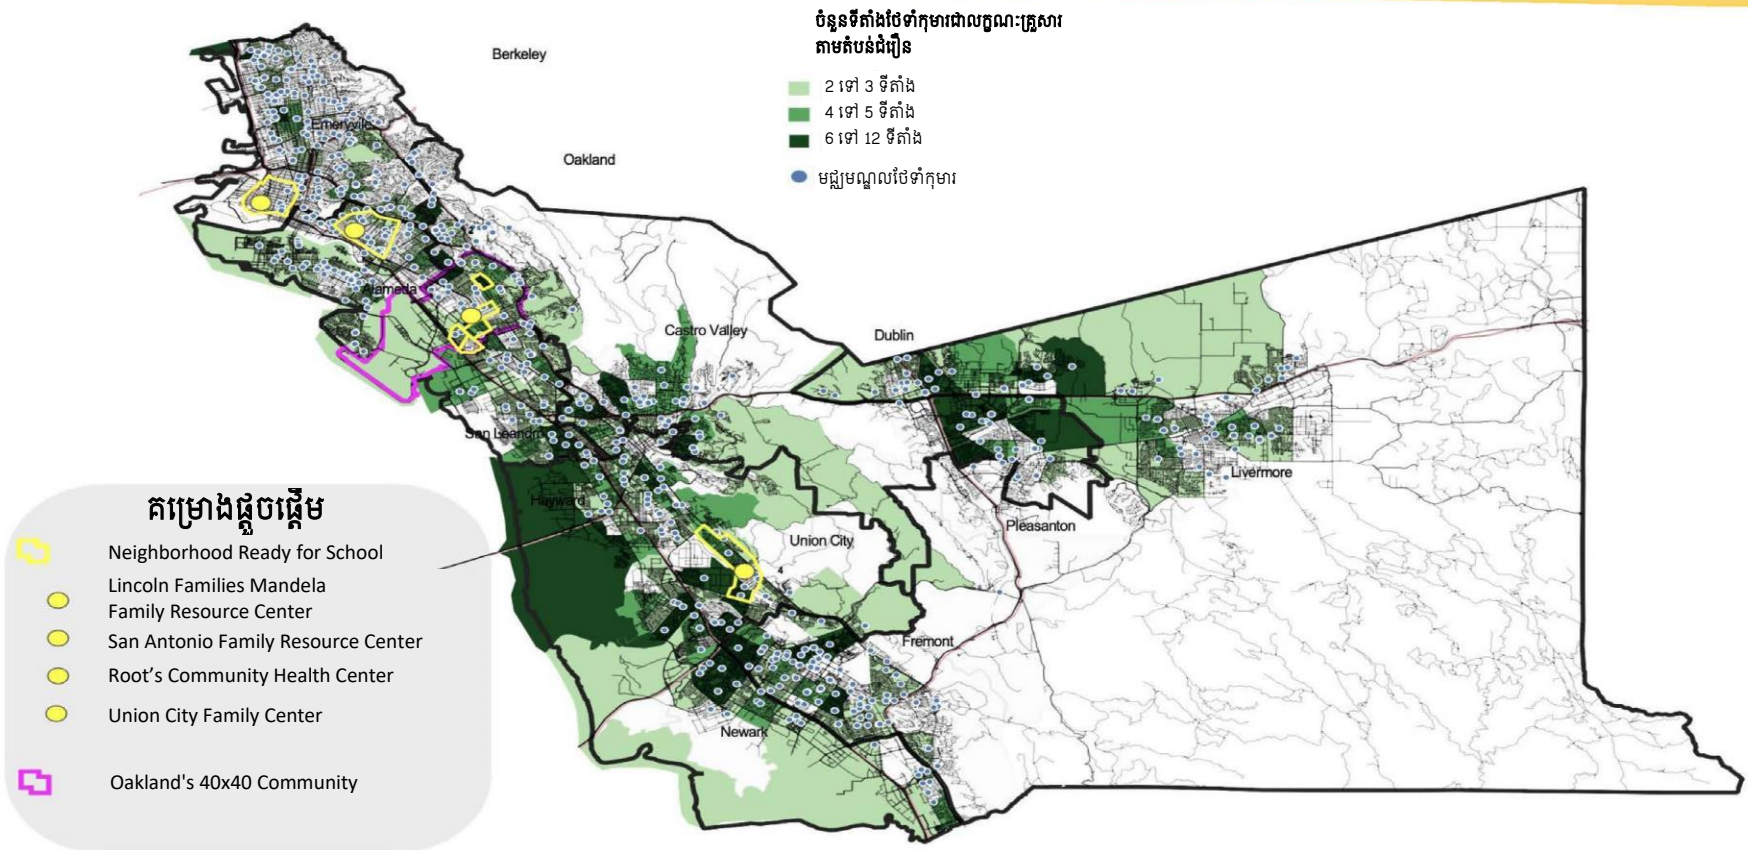 ចំនួនទីតាំងថែទាំកុមារជាលក្ខណៈគ្រួសារ
តាមតំបន់ជំរឿន
2 ទៅ 3 ទីតាំង
4 ទៅ 5 ទីតាំង
6 ទៅ 12 ទីតាំង
មជ្ឈមណ្ឌលថែទាំកុមារ
Berkeley
Emeryville
Oakland
2
Alameda
3
Castro Valley
Dublin
San Leandro
Livermore
Hayward
Pleasanton
Union City
4
Fremont
Newark
គម្រោងផ្តួចផ្តើម
Neighborhood Ready for School
Lincoln Families Mandela
Family Resource Center
San Antonio Family Resource Center
Root's Community Health Center
Union City Family Center
Oakland's 40x40 Community